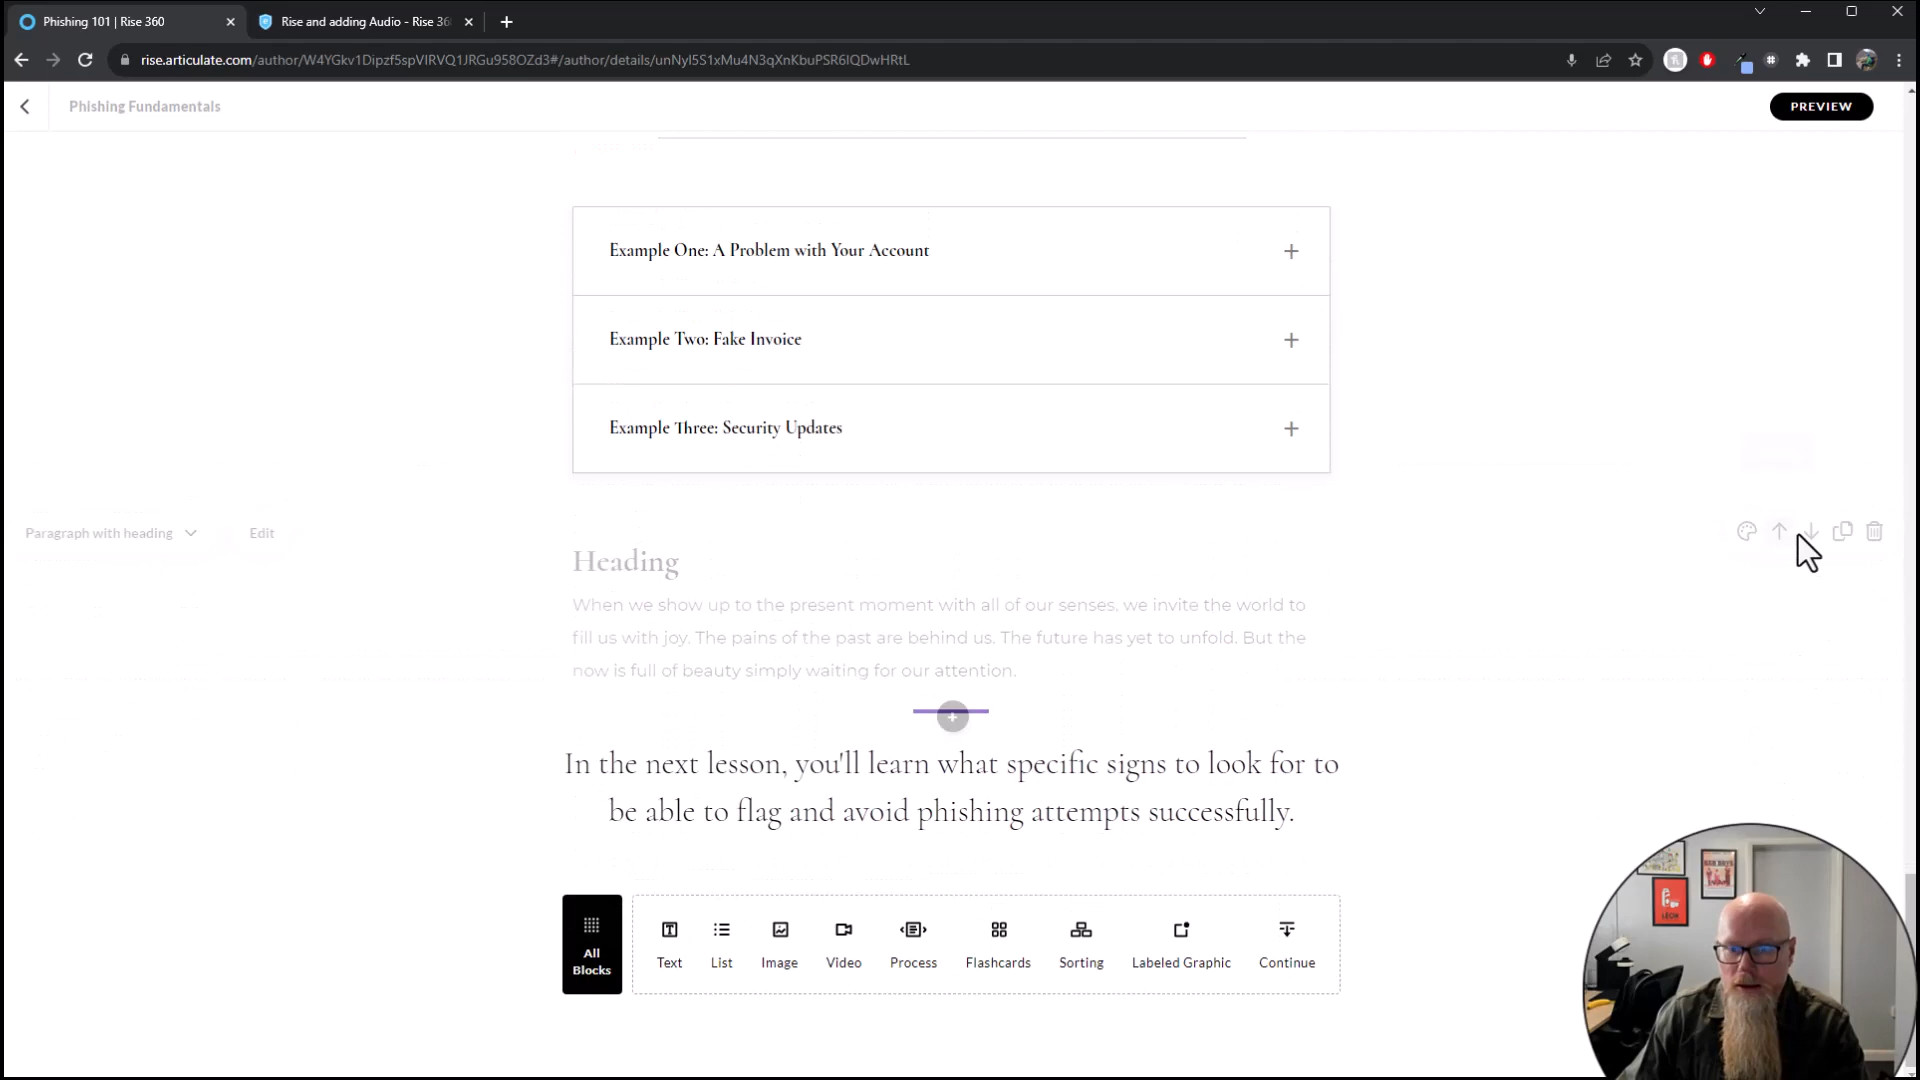 Phishing 101 | Rise 360
Rise and adding Audio - Rise 36
rise.articulate.com/author/W4YGkv1Dipzf5spVIRVQ1JRGu958OZd3#/author/details/unNyl5S1xMu4N3qXnKbuPSR6IQDwHRtL
Phishing Fundamentals
PREVIEW
Example One: A Problem with Your Account
Example Two: Fake Invoice
Example Three: Security Updates
Paragraph with heading
Edit
Heading
When we show up to the present moment with all of our senses, we invite the world to
fill us with joy. The pains of the past are behind us. The future has yet to unfold. But the
now is full of beauty simply waiting for our attention.
In the next lesson, you'll learn what specific signs to look for to
be able to flag and avoid phishing attempts successfully.
All
Blocks
Text
List
Image
Video
Process
Flashcards
Sorting
Labeled Graphic
Continue
LEON